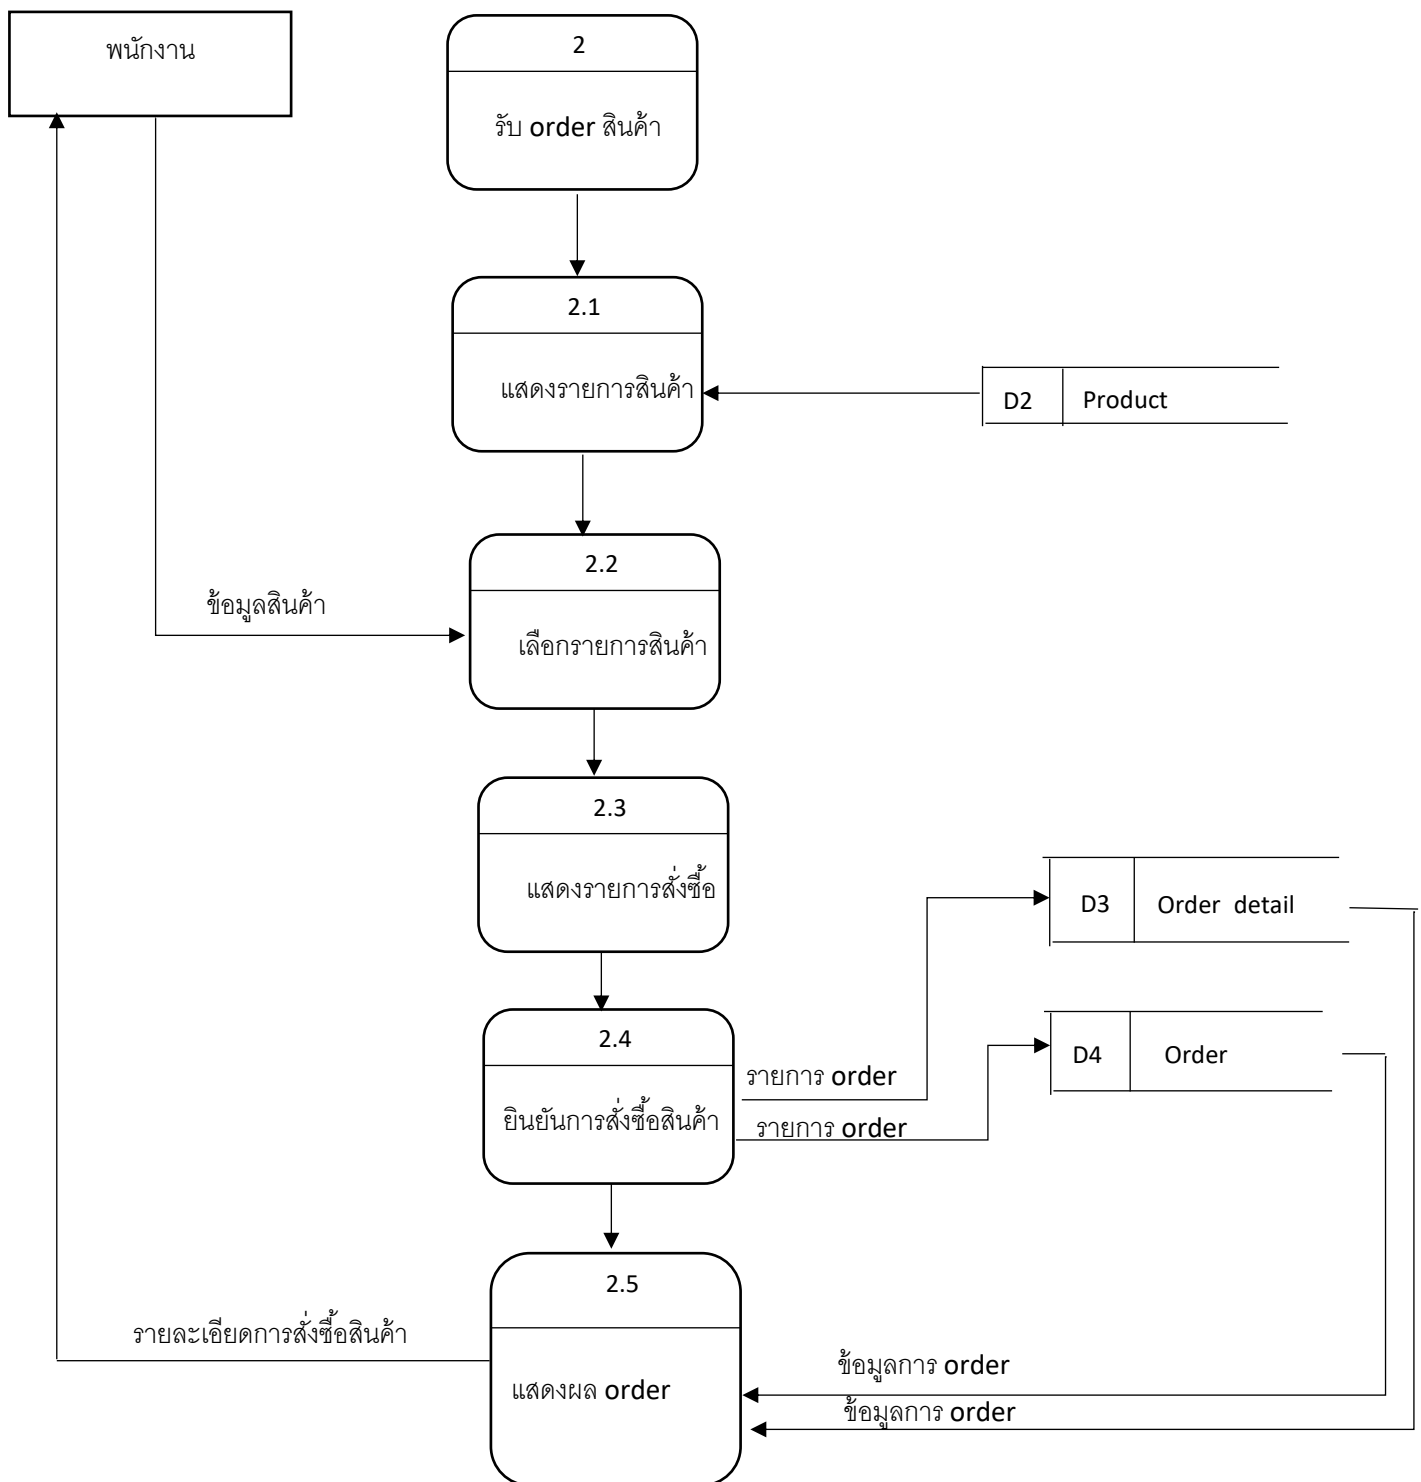 พนักงาน
2
รับ order สินค้า
2.1
แสดงรายการสินค้า
D2 Product
2.2
ข้อมูลสินค้า
เลือกรายการสินค้า
2.3
แสดงรายการสั่งซื้อ
D3 Order detail
2.4
D4 Order
รายการ order
ยินยันการสั่งซื้อสินค้า
รายการ order
2.5
รายละเอียดการสั่งซื้อสินค้า
ข้อมูลการ order
แสดงผล order
ข้อมูลการ order